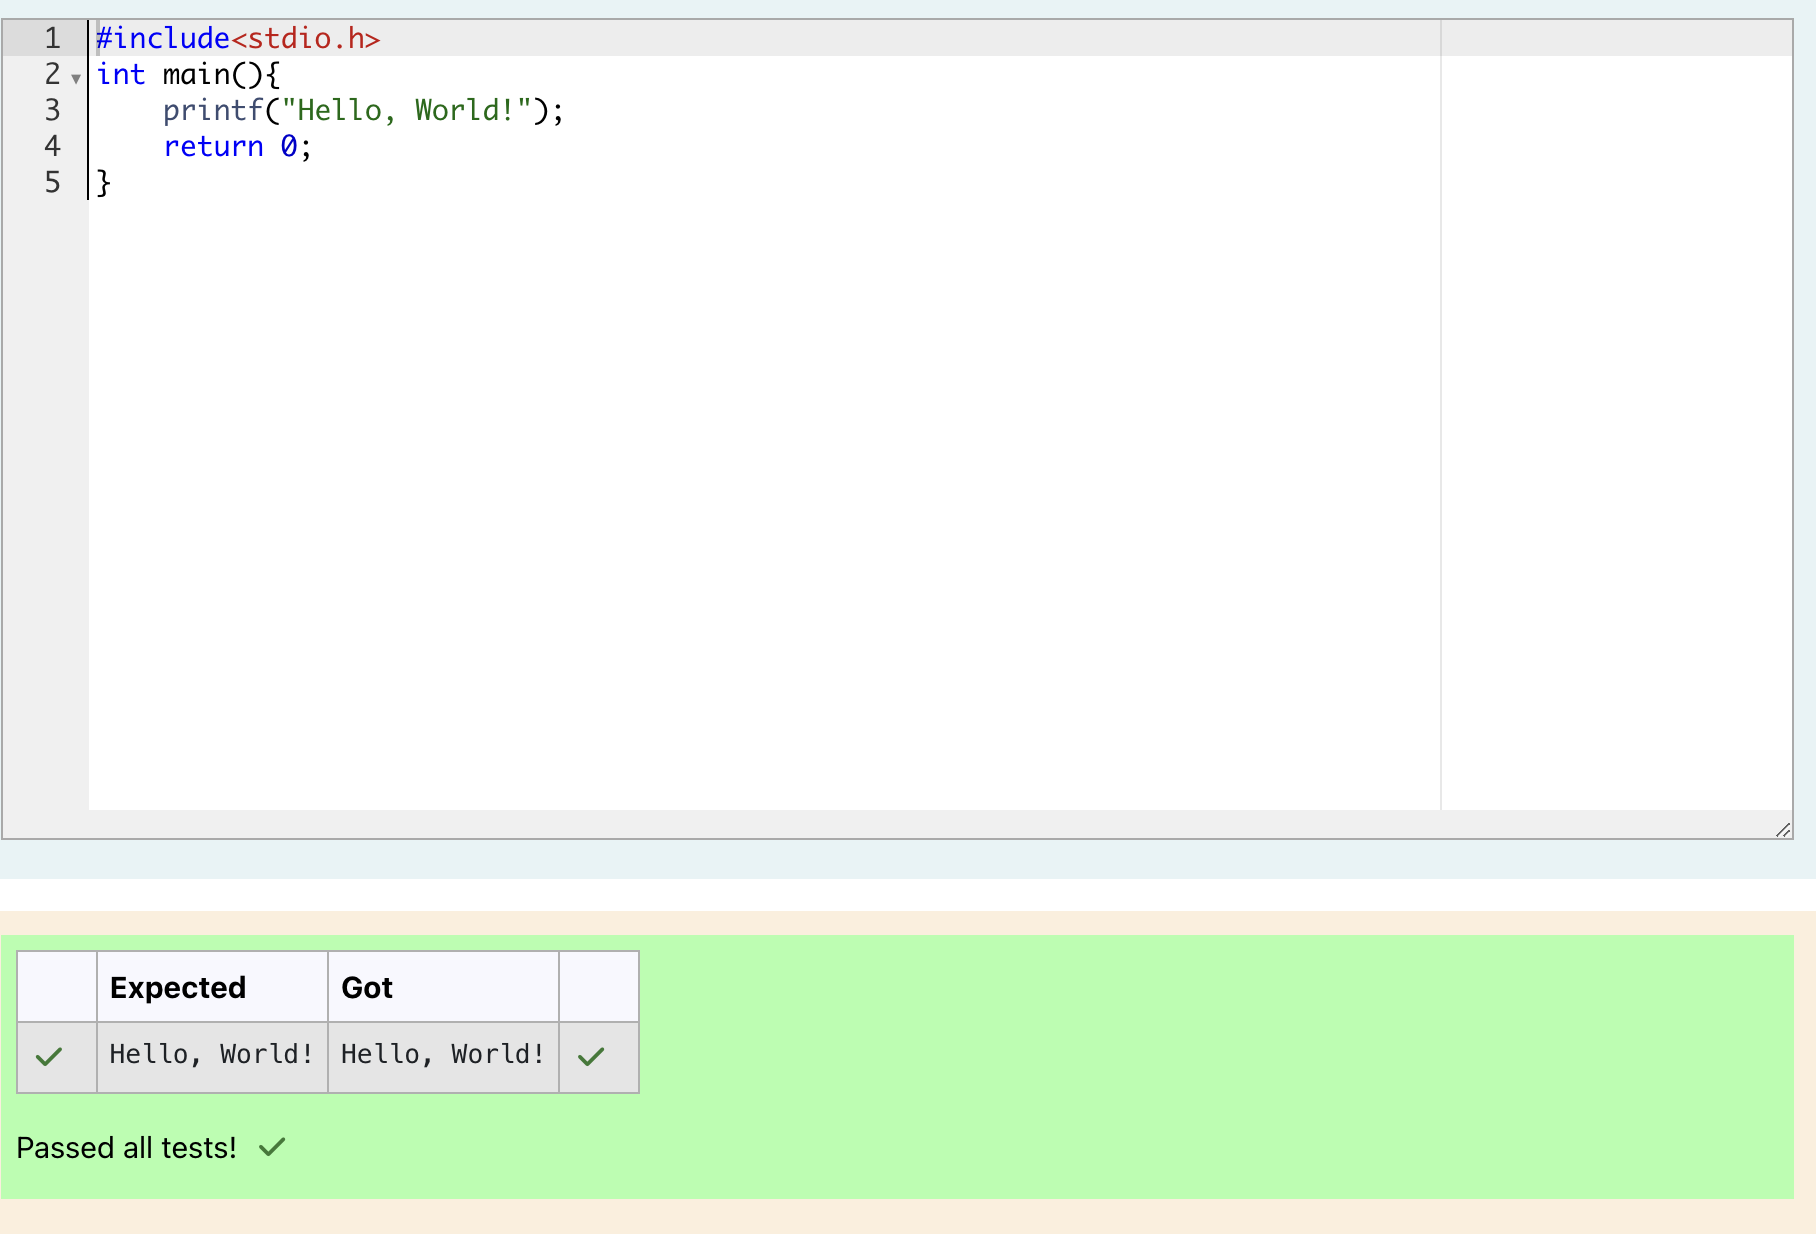 1 #include<stdio.h>
2 int main(){
3     printf("Hello, World!");
4     return 0;
5 }
Expected Got
Hello, World! Hello, World!
Passed all tests!